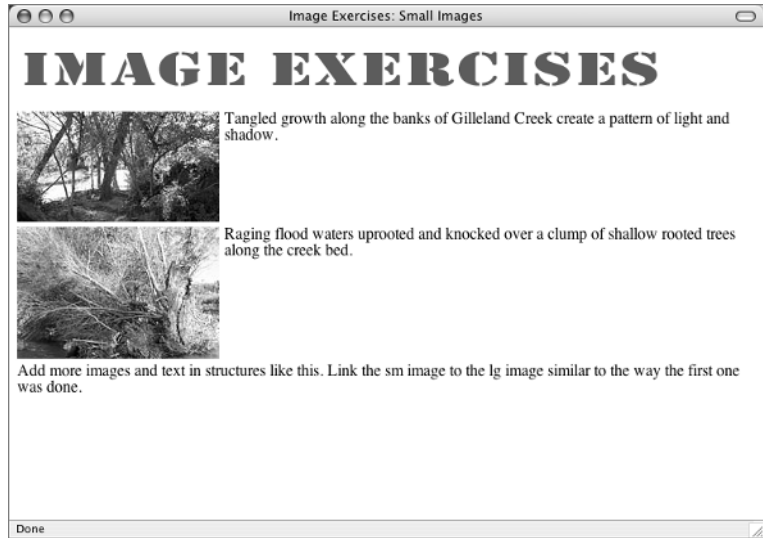 Image Exercises: Small Images
IMAGE EXERCISES
Tangled growth along the banks of Gilleland Creek create a pattern of light and
shadow.
Raging flood waters uprooted and knocked over a clump of shallow rooted trees
along the creek bed.
Add more images and text in structures like this. Link the sm image to the lg image similar to the way the first one
was done.
Done